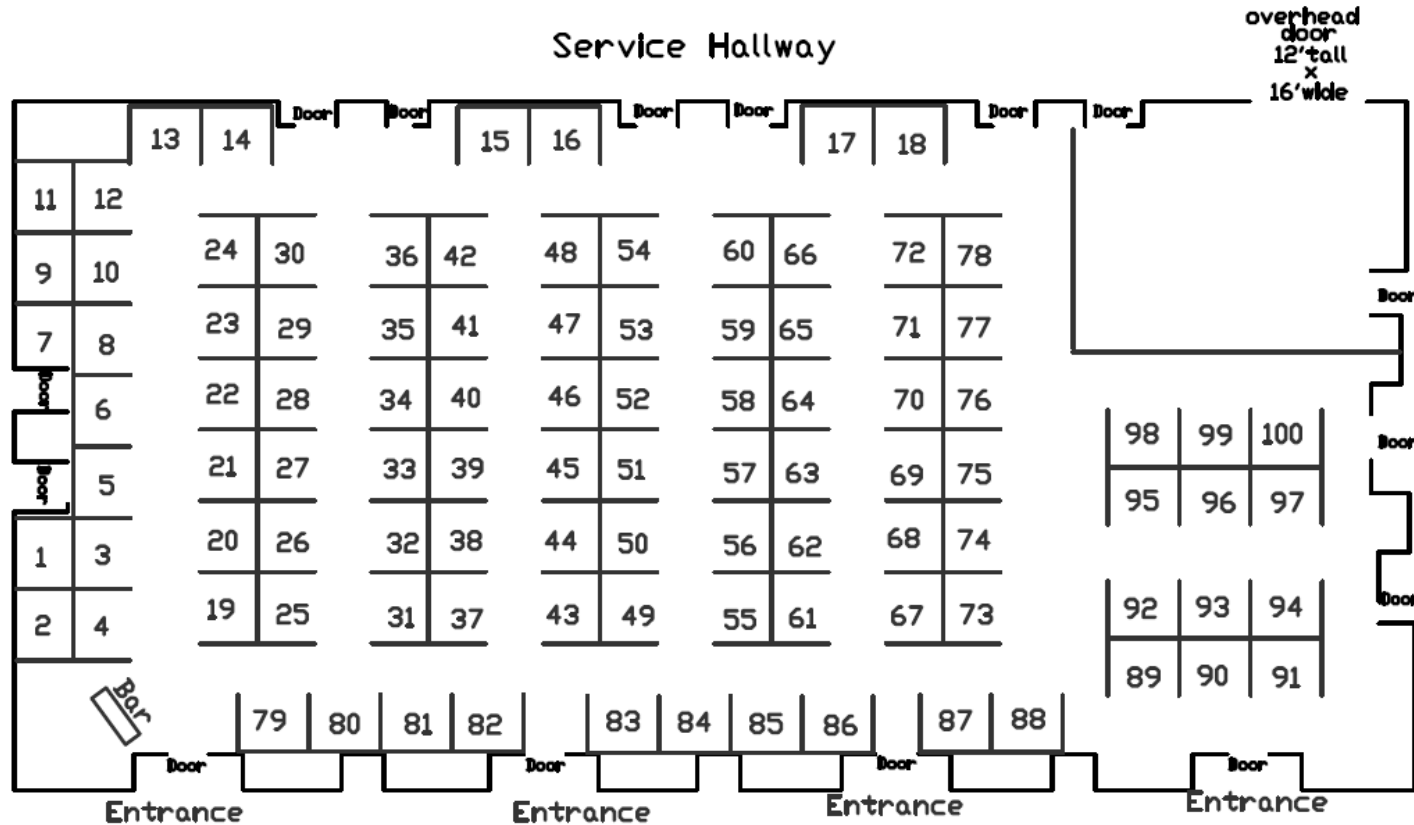 overhead
door
12'tall
x
16'wide
Service Hallway
Door Door Door Door Door Door
13 14 15 16 17 18
11 12
24 30 36 42 48 54 60 66 72 78
9 10
Door
23 29 35 41 47 53 59 65 71 77
7 8
Door
22 28 34 40 46 52 58 64 70 76
6
98 99 100
Door
21 27 33 39 45 51 57 63 69 75
Door
5
95 96 97
20 26 32 38 44 50 56 62 68 74
1 3
Door
19 25 31 37 43 49 55 61 67 73
92 93 94
2 4
89 90 91
Bar
79 80 81 82 83 84 85 86 87 88
Door Door Door Door
Entrance Entrance Entrance Entrance